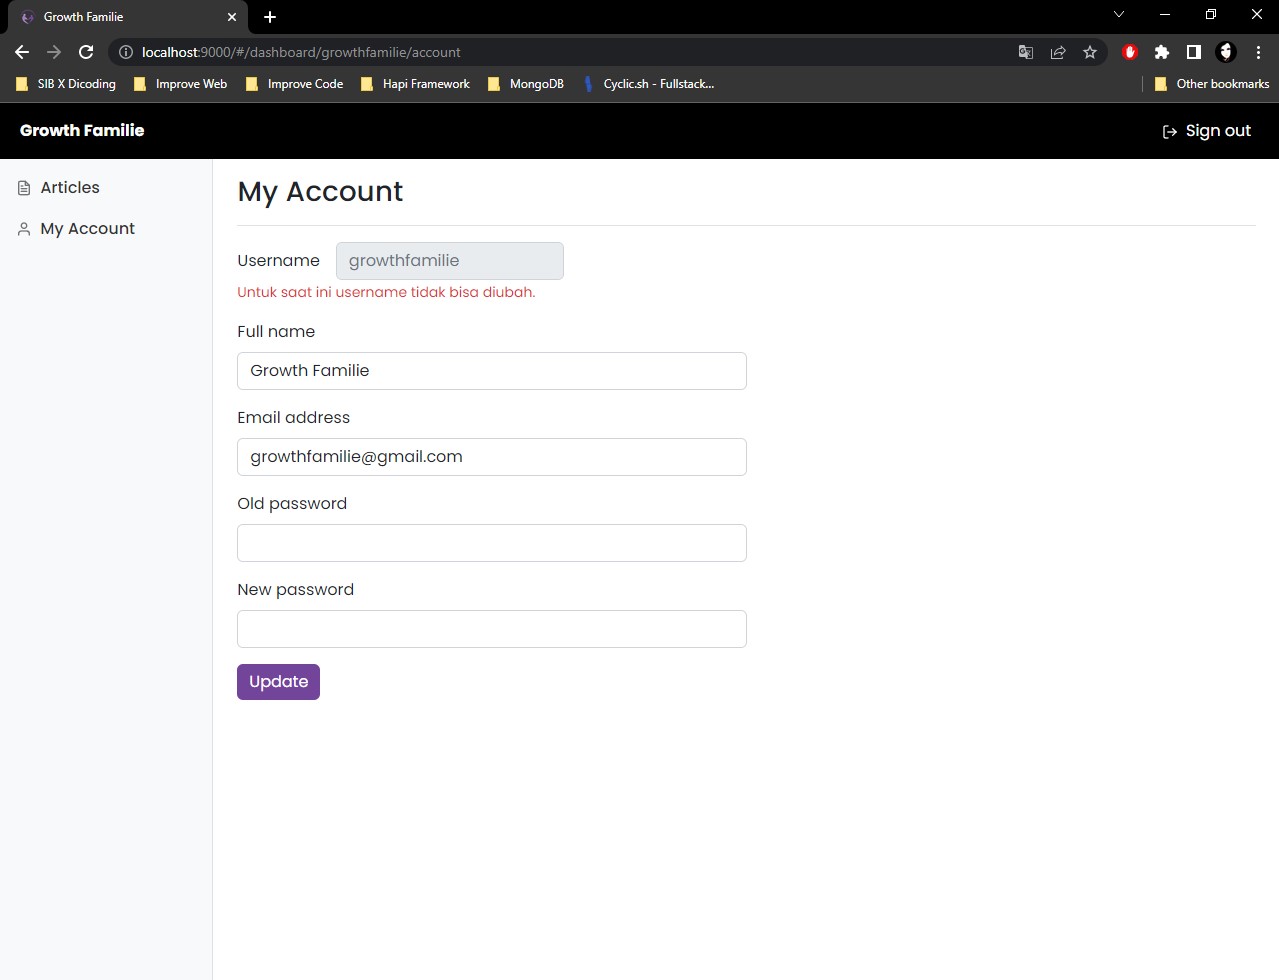 Growth Familie
localhost:9000/#/dashboard/growthfamilie/account
SIB X Dicoding Improve Web Improve Code Hapi Framework MongoDB Cyclic.sh - Fullstack... Other bookmarks
Growth Familie Sign out
Articles
My Account
My Account
Username growthfamilie
Untuk saat ini username tidak bisa diubah.
Full name
Growth Familie
Email address
growthfamilie@gmail.com
Old password
New password
Update